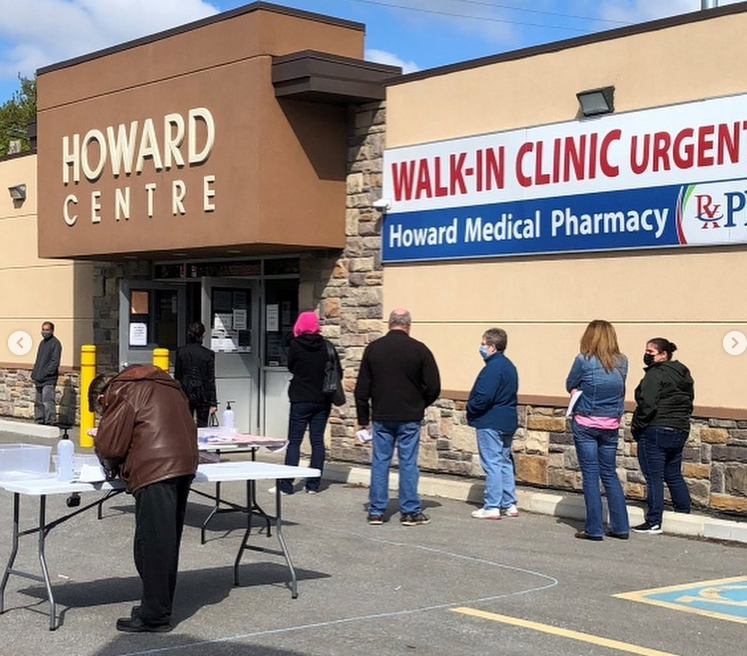 HOWARD
CENTRE
WALK-IN CLINIC URGENT
Howard Medical Pharmacy
Rx